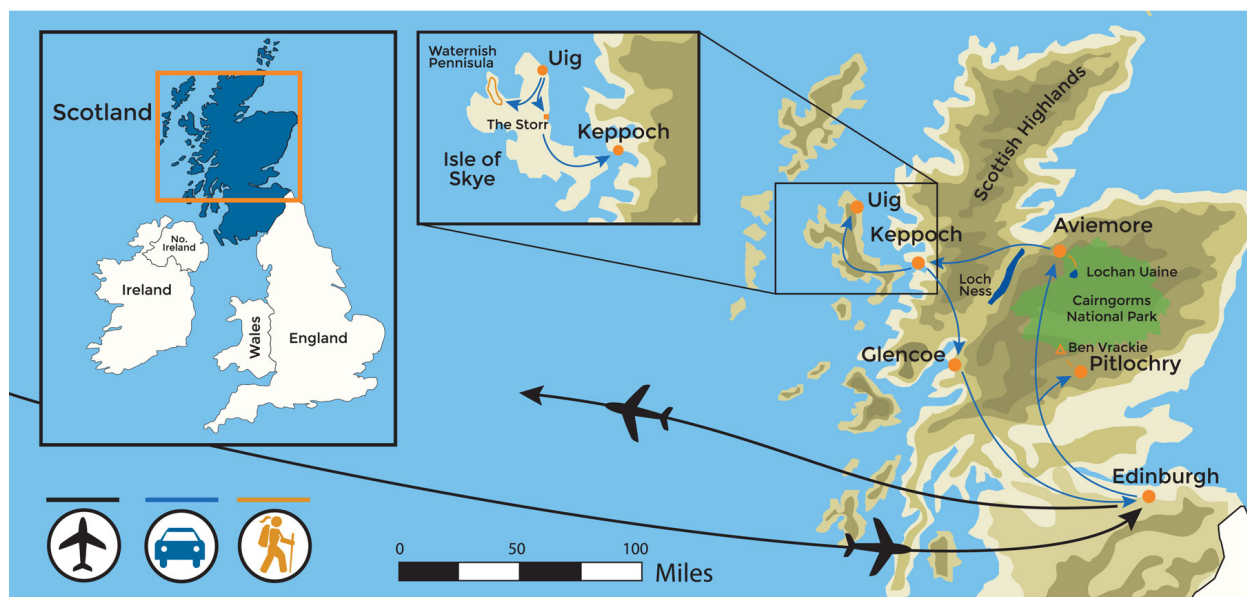 Scotland
No.
Ireland
Ireland
Wales
England
Waternish
Pennisula
Uig
The Storr
Keppoch
Isle of
Skye
Scottish Highlands
Uig
Keppoch
Aviemore
Loch
Ness
Lochan Uaine
Cairngorms
National Park
Ben Vrackie
Glencoe
Pitlochry
Edinburgh
0 50 100
Miles